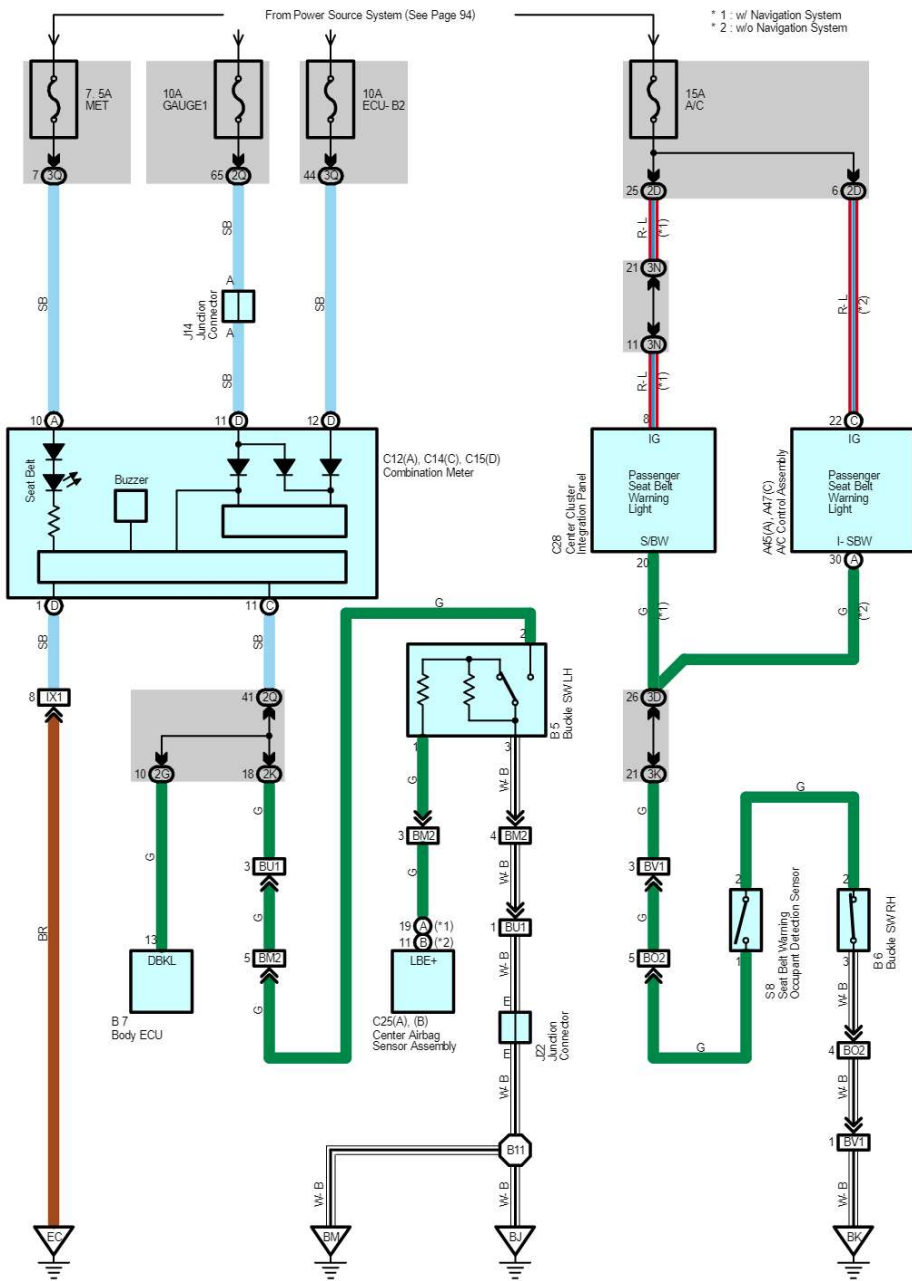 From Power Source System (See Page 94)
* 1 : w/ Navigation System
* 2 : w/o Navigation System
7. 5A
MET
10A
GAUGE1
10A
ECU- B2
15A
A/C
7 3Q
65 2Q
44 3Q
25 2D
6 2D
SB
SB
SB
R- L
(*1)
R- L
(*2)
A
J14
Junction
Connector
A
SB
21 3N
11 3N
R- L
(*1)
10 A
11 D
12 D
8
22 C
Seat Belt
Buzzer
C12(A), C14(C), C15(D)
Combination Meter
IG
Passenger
Seat Belt
Warning
Light
S/BW
C28
Center Cluster
Integration Panel
IG
Passenger
Seat Belt
Warning
Light
I- SBW
A45(A), A47(C)
A/C Control Assembly
1 D
11 C
20
30 A
SB
SB
G
G
(*1)
G
(*2)
8 IX1
41 2Q
10 2G
18 2K
2
B 5
Buckle SW LH
1
3
26 3D
21 3K
G
G
G
W- B
G
G
3 BU1
3 BM2
4 BM2
3 BV1
G
G
W- B
G
BR
13
DBKL
B 7
Body ECU
5 BM2
G
19 A (*1)
11 B (*2)
LBE+
C25(A), (B)
Center Airbag
Sensor Assembly
1 BU1
W- B
E
J22
Junction
Connector
E
W- B
5 BO2
G
2
1
S 8
Seat Belt Warning
Occupant Detection Sensor
2
3
B 6
Buckle SW RH
W- B
4 BO2
W- B
1 BV1
B11
W- B
W- B
W- B
EC
BM
BJ
BK